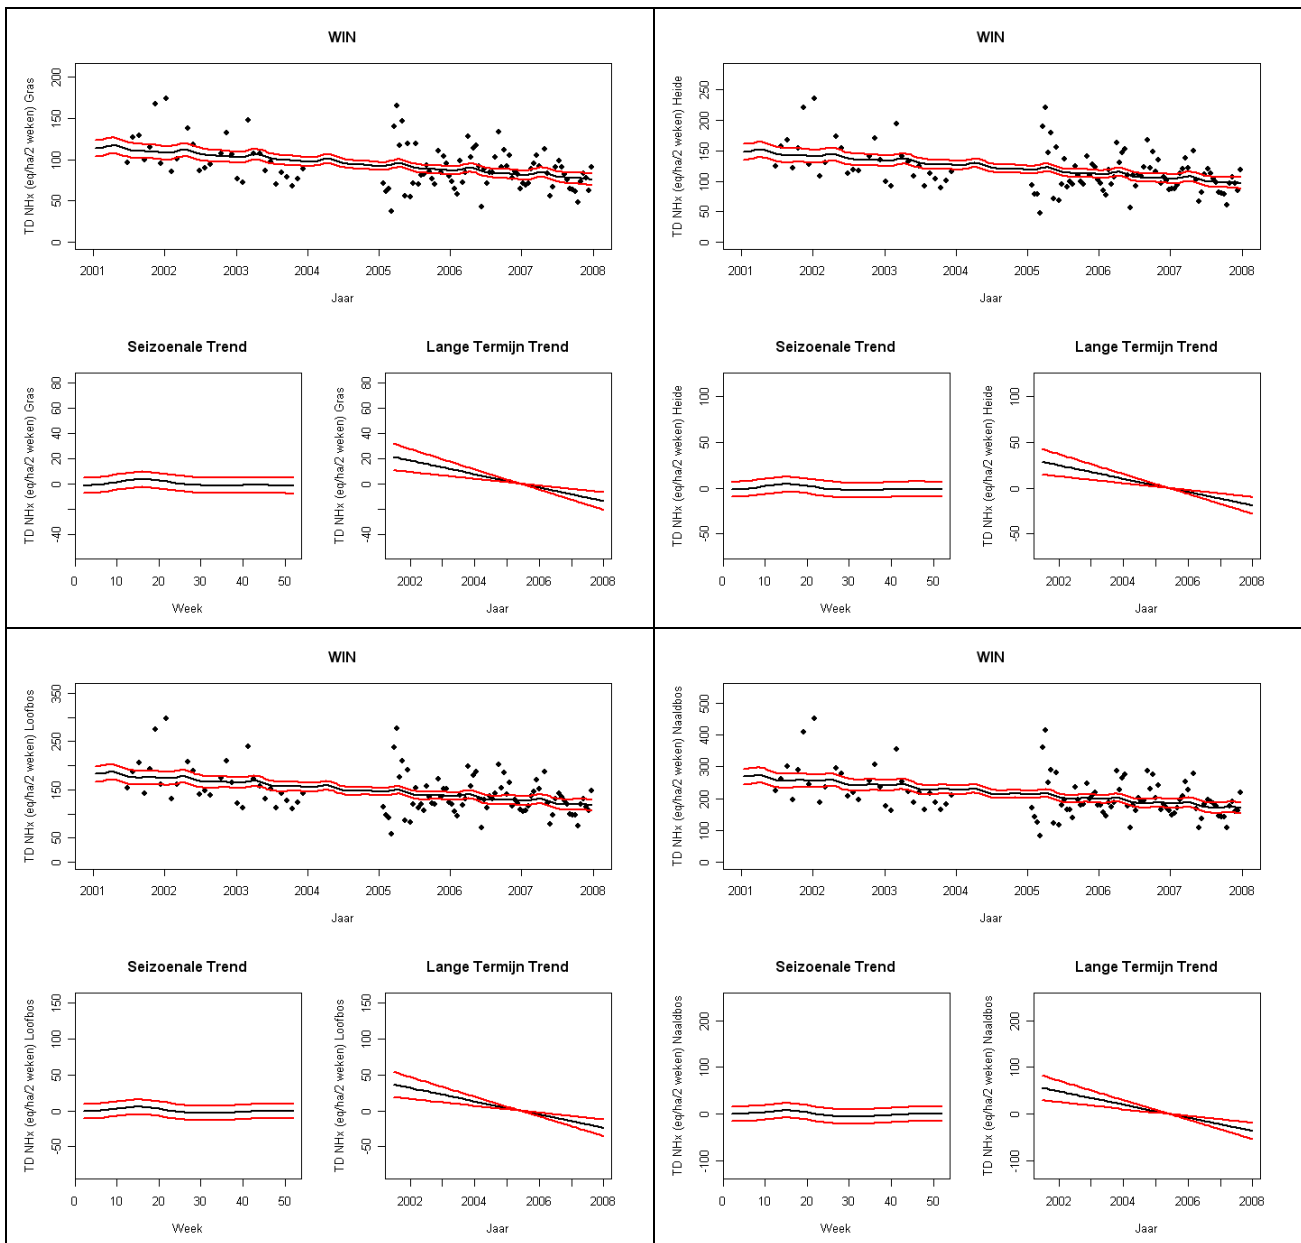 WIN
TD NHx (eq/ha/2 weken) Gras
200
150
100
50
0
2001 2002 2003 2004 2005 2006 2007 2008
Jaar
Seizoenale Trend
TD NHx (eq/ha/2 weken) Gras
80
60
40
20
0
-40
0 10 20 30 40 50
Week
Lange Termijn Trend
TD NHx (eq/ha/2 weken) Gras
80
60
40
20
0
-40
2002 2004 2006 2008
Jaar
WIN
TD NHx (eq/ha/2 weken) Heide
250
200
150
100
50
0
2001 2002 2003 2004 2005 2006 2007 2008
Jaar
Seizoenale Trend
TD NHx (eq/ha/2 weken) Heide
100
50
0
-50
0 10 20 30 40 50
Week
Lange Termijn Trend
TD NHx (eq/ha/2 weken) Heide
100
50
0
-50
2002 2004 2006 2008
Jaar
WIN
TD NHx (eq/ha/2 weken) Loofbos
350
250
150
100
50
0
2001 2002 2003 2004 2005 2006 2007 2008
Jaar
Seizoenale Trend
TD NHx (eq/ha/2 weken) Loofbos
150
100
50
0
-50
0 10 20 30 40 50
Week
Lange Termijn Trend
TD NHx (eq/ha/2 weken) Loofbos
150
100
50
0
-50
2002 2004 2006 2008
Jaar
WIN
TD NHx (eq/ha/2 weken) Naaldbos
500
400
300
200
100
0
2001 2002 2003 2004 2005 2006 2007 2008
Jaar
Seizoenale Trend
TD NHx (eq/ha/2 weken) Naaldbos
200
100
0
-100
0 10 20 30 40 50
Week
Lange Termijn Trend
TD NHx (eq/ha/2 weken) Naaldbos
200
100
0
-100
2002 2004 2006 2008
Jaar